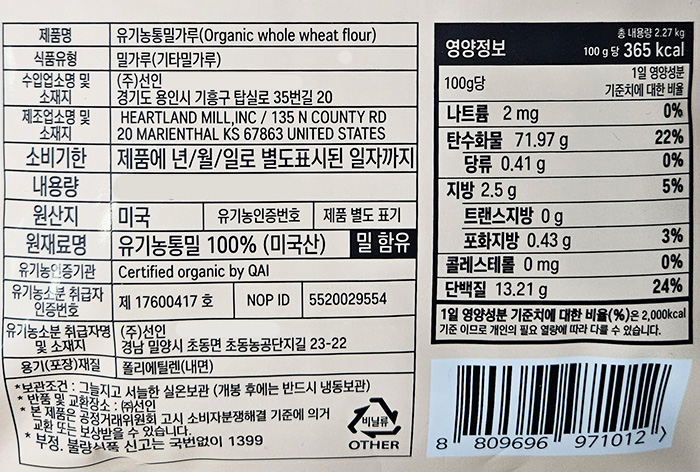 제품명 유기농통밀가루(Organic whole wheat flour)
식품유형 밀가루(기타밀가루)
수입업소명 및 소재지 (주)선인
경기도 용인시 기흥구 탑실로 35번길 20
제조업소명 및 소재지 HEARTLAND MILL,INC / 135 N COUNTY RD
20 MARIENTHAL KS 67863 UNITED STATES
소비기한 제품에 년/월/일로 별도표시된 일자까지
내용량
원산지 미국 유기농인증번호 제품 별도 표기
원재료명 유기농통밀 100% (미국산) 밀 함유
유기농인증기관 Certified organic by QAI
유기농소분 취급자 인증번호 제 17600417 호 NOP ID 5520029554
유기농소분 취급자명 및 소재지 (주)선인
경남 밀양시 초동면 초동농공단지길 23-22
용기(포장)재질 폴리에틸렌(내면)
*보관조건 : 그늘지고 서늘한 실온보관 (개봉 후에는 반드시 냉동보관)
* 반품 및 교환장소 : ㈜선인
* 본 제품은 공정거래위원회 고시 소비자분쟁해결 기준에 의거
교환 또는 보상받을 수 있습니다.
* 부정. 불량식품 신고는 국번없이 1399
비닐류
OTHER
영양정보
총 내용량 2.27 kg
100 g 당 365 kcal
100g당 1일 영양성분
기준치에 대한 비율
나트륨 2 mg 0%
탄수화물 71.97 g 22%
당류 0.41 g 0%
지방 2.5 g 5%
트랜스지방 0 g
포화지방 0.43 g 3%
콜레스테롤 0 mg 0%
단백질 13.21 g 24%
1일 영양성분 기준치에 대한 비율(%)은 2,000kcal
기준 이므로 개인의 필요 열량에 따라 다를 수 있습니다.
8 809696 971012 >